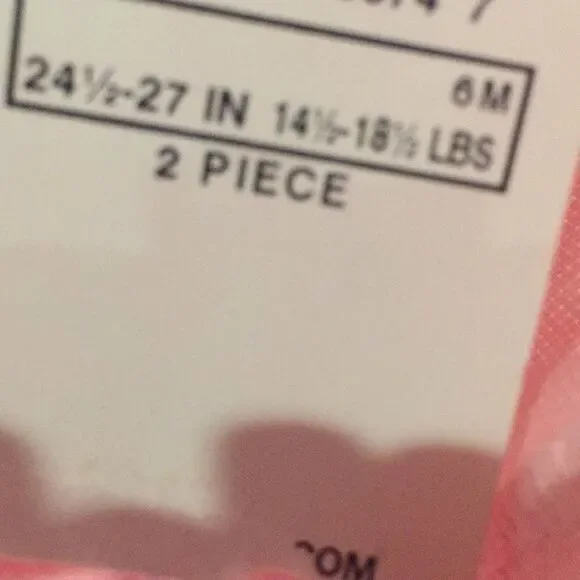 6M
24½-27 IN 14½-18½ LBS
2 PIECE